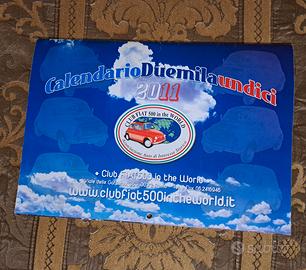 CalendarioDuemilaundici
2011
CLUB FIAT 500 in the WORLD
• Club FIAT 500 in the World
www.clubfiat500intheworld.it